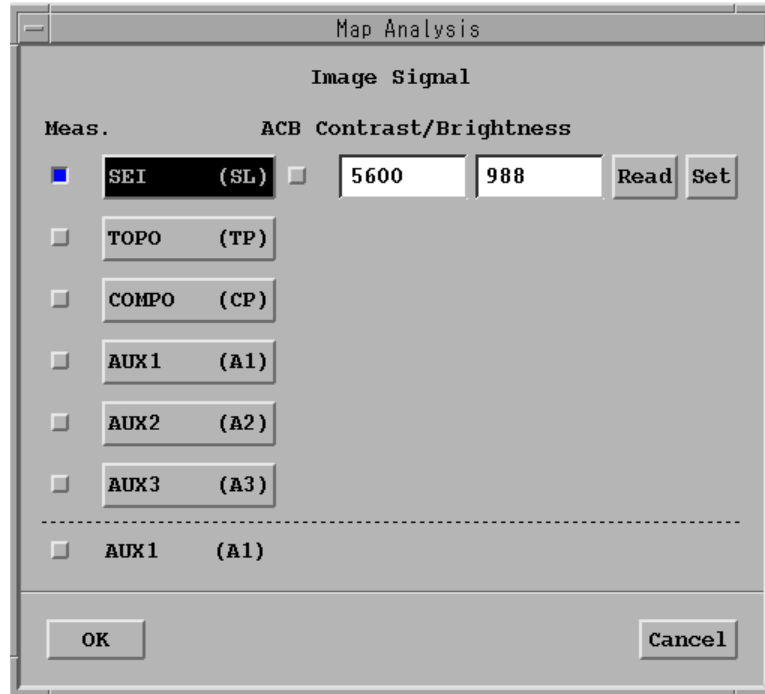 Map Analysis
Image Signal
Meas. ACB Contrast/Brightness
SEI (SL) 5600 988 Read Set
TOPO (TP)
COMPO (CP)
AUX1 (A1)
AUX2 (A2)
AUX3 (A3)
AUX1 (A1)
OK Cancel